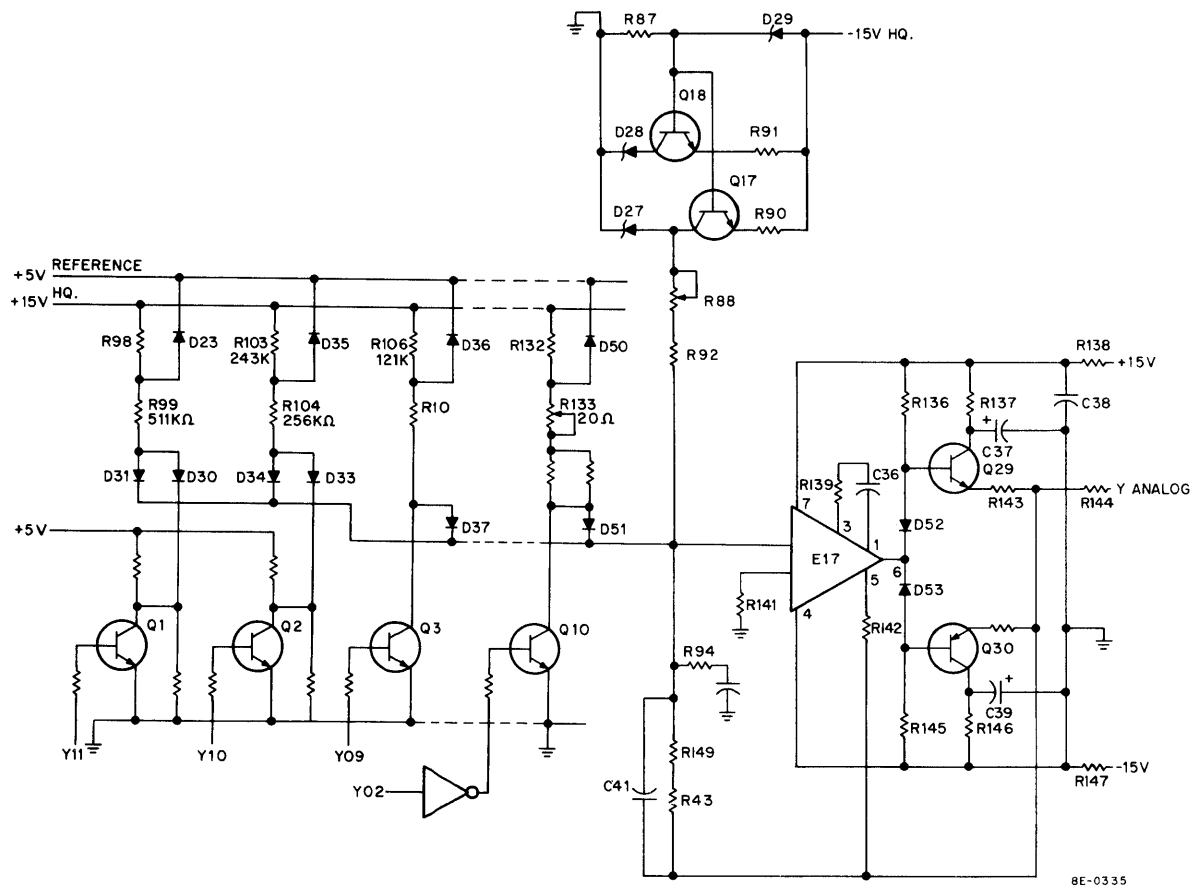 R87
D29
-15V HQ.
Q18
D28
R91
Q17
D27
R90
+5V REFERENCE
+15V HQ.
R88
R98
D23
R103
243K
D35
R106
121K
D36
R132
D50
R92
R138
+15V
R99
511KΩ
R104
256KΩ
R10
R133
20Ω
R136
R137
C38
+
C37
Q29
D31
D30
D34
D33
R139
C36
R143
Y ANALOG
R144
+5V
D37
D51
7
3
D52
1
E17
6
5
D53
4
R141
R142
Q1
Q2
Q3
Q10
Q30
R94
+
C39
R145
R146
Y11
Y10
Y09
R149
-15V
R147
Y02
C41
R43
8E-0335